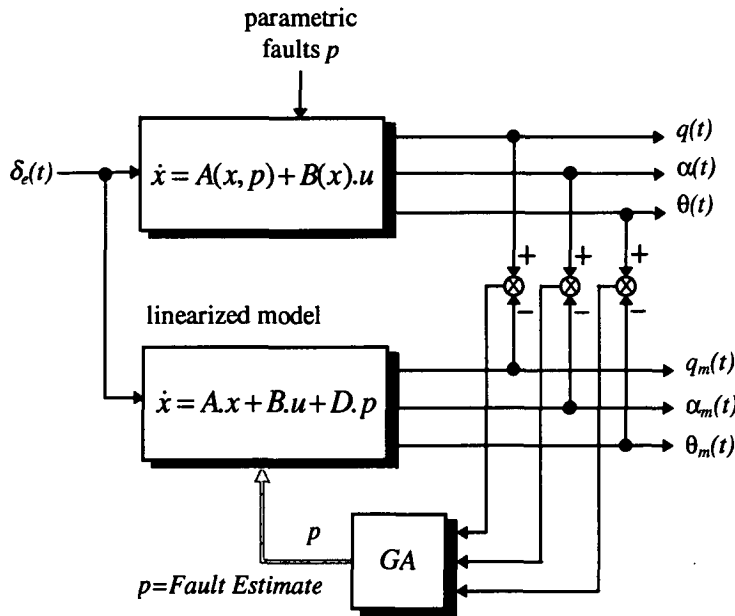 parametric
faults p
δe(t)
ẋ = A(x, p) + B(x).u
q(t)
α(t)
θ(t)
+
+
+
−
−
−
linearized model
ẋ = A.x + B.u + D.p
qm(t)
αm(t)
θm(t)
p
GA
p=Fault Estimate